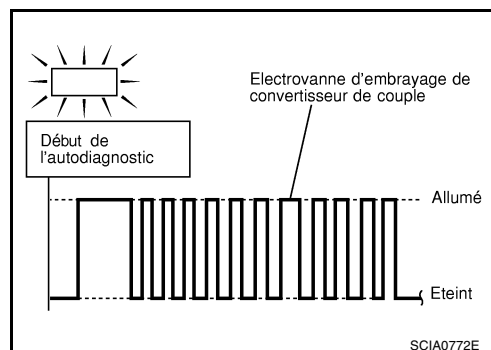 Electrovanne d'embrayage de
convertisseur de couple
Début de
l'autodiagnostic
Allumé
Eteint
SCIA0772E